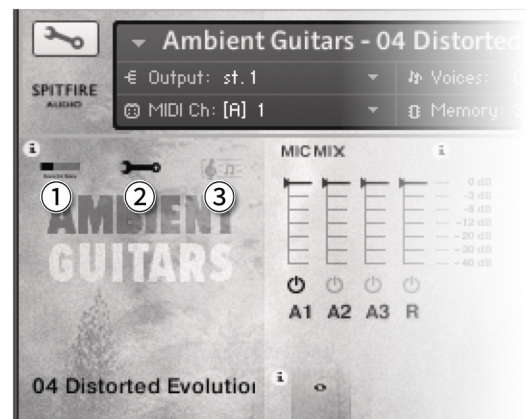 Ambient Guitars - 04 Distorted
SPITFIRE
AUDIO
Output: st.1
Voices:
MIDI Ch: [A] 1
Memory:
i
MIC MIX
i
1
2
3
AMBIENT
GUITARS
0 dB
-3 dB
-6 dB
-12 dB
-20 dB
-30 dB
-40 dB
A1 A2 A3 R
04 Distorted Evolution
i